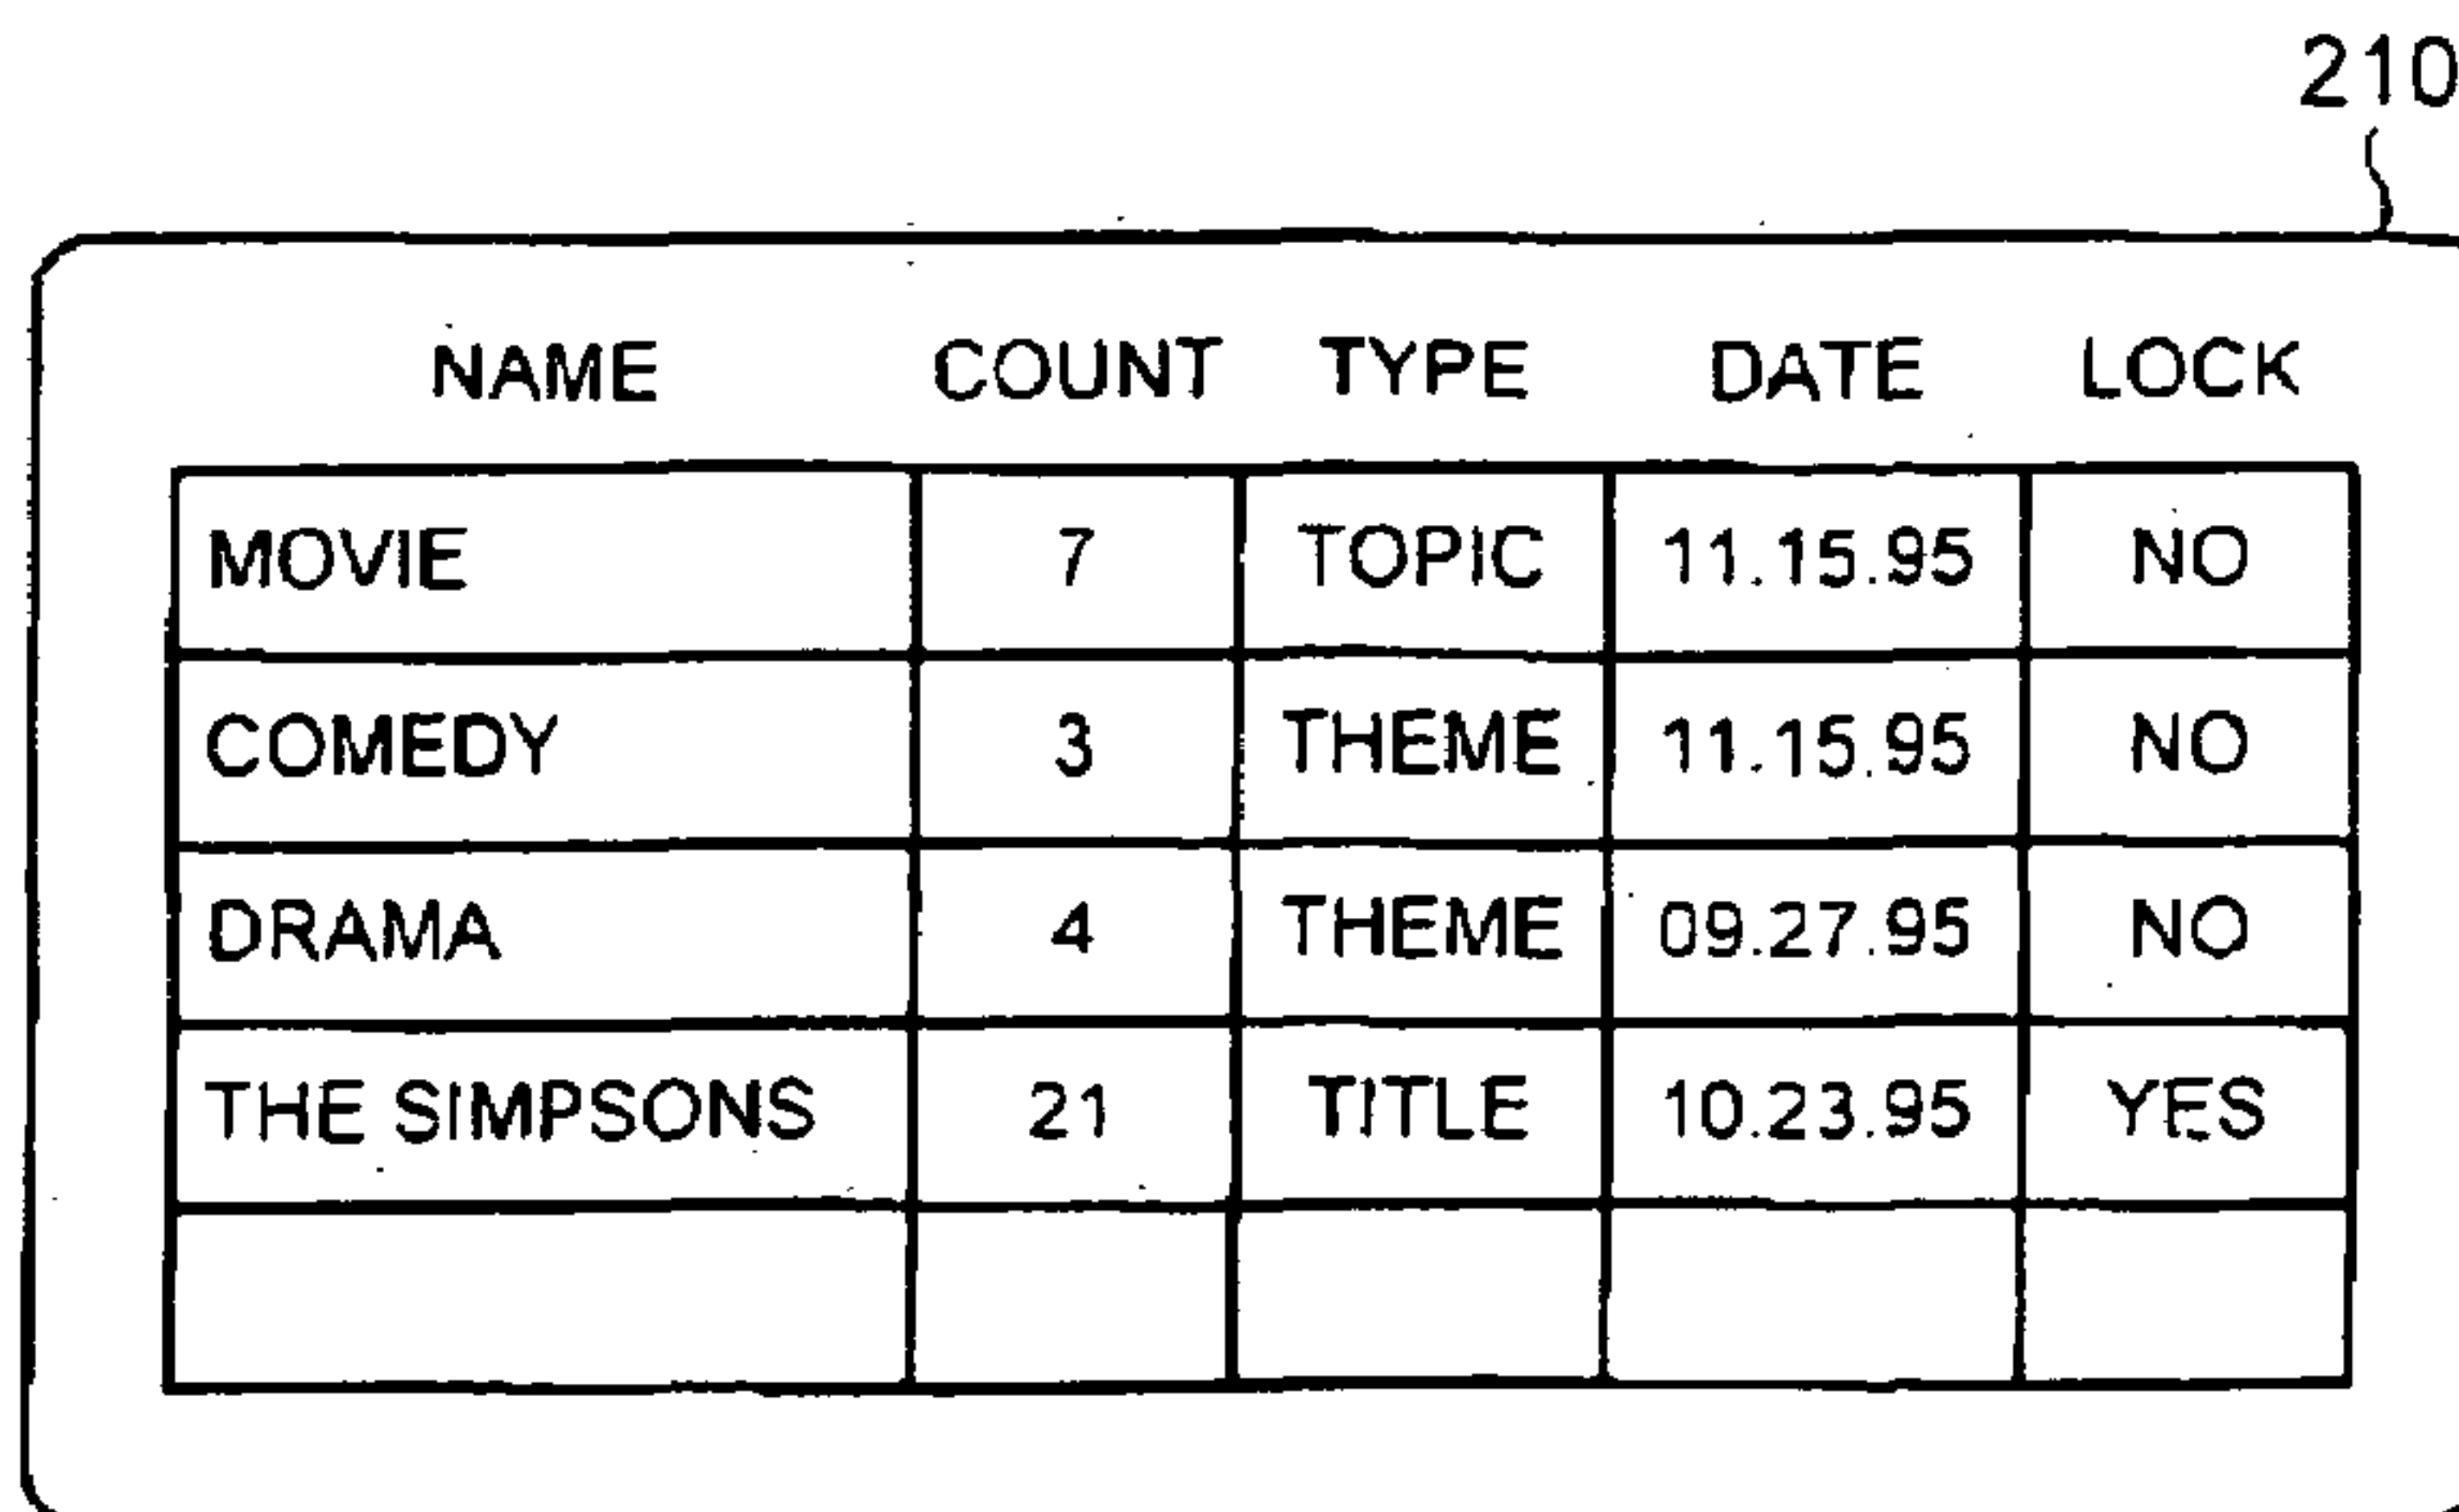 210
NAME COUNT TYPE DATE LOCK
MOVIE 7 TOPIC 11.15.95 NO
COMEDY 3 THEME 11.15.95 NO
DRAMA 4 THEME 09.27.95 NO
THE SIMPSONS 21 TITLE 10.23.95 YES